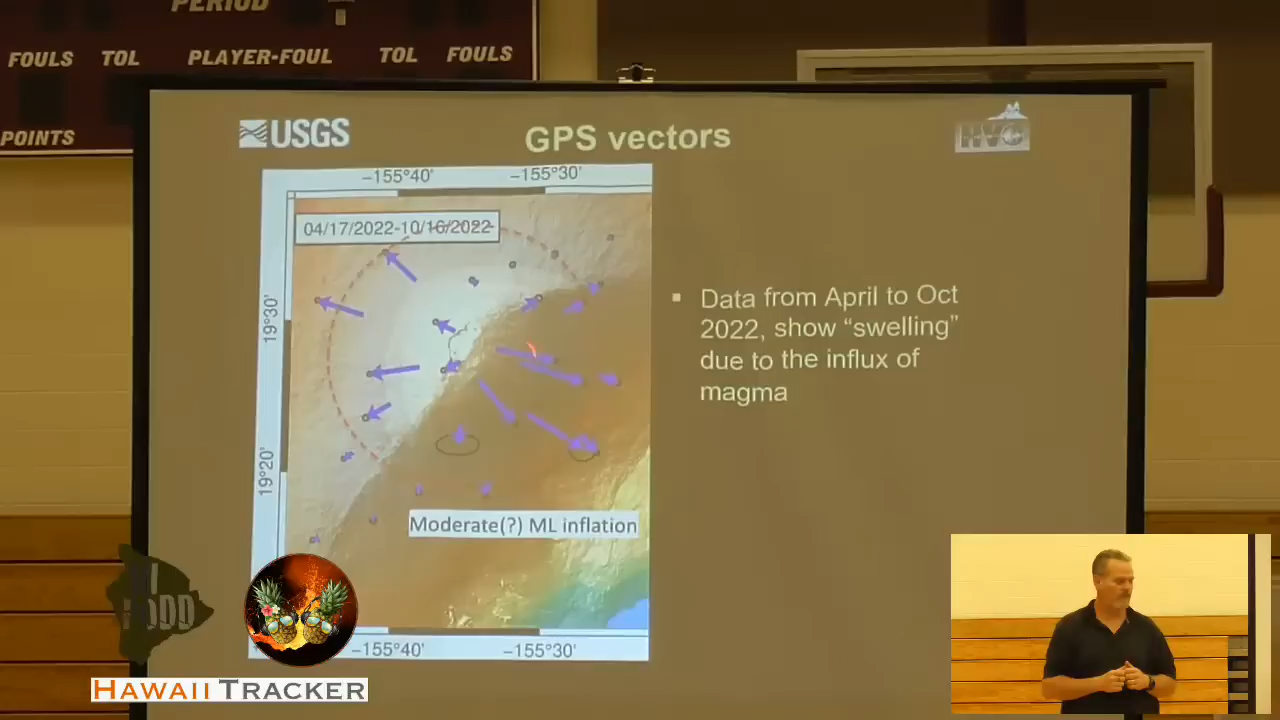 PERIOD
FOULS TOL PLAYER-FOUL TOL FOULS
POINTS
USGS
GPS vectors
HVO
-155°40' -155°30'
04/17/2022-10/16/2022
19°30'
19°20'
Data from April to Oct
2022, show “swelling”
due to the influx of
magma
Moderate(?) ML inflation
-155°40' -155°30'
HAWAII TRACKER